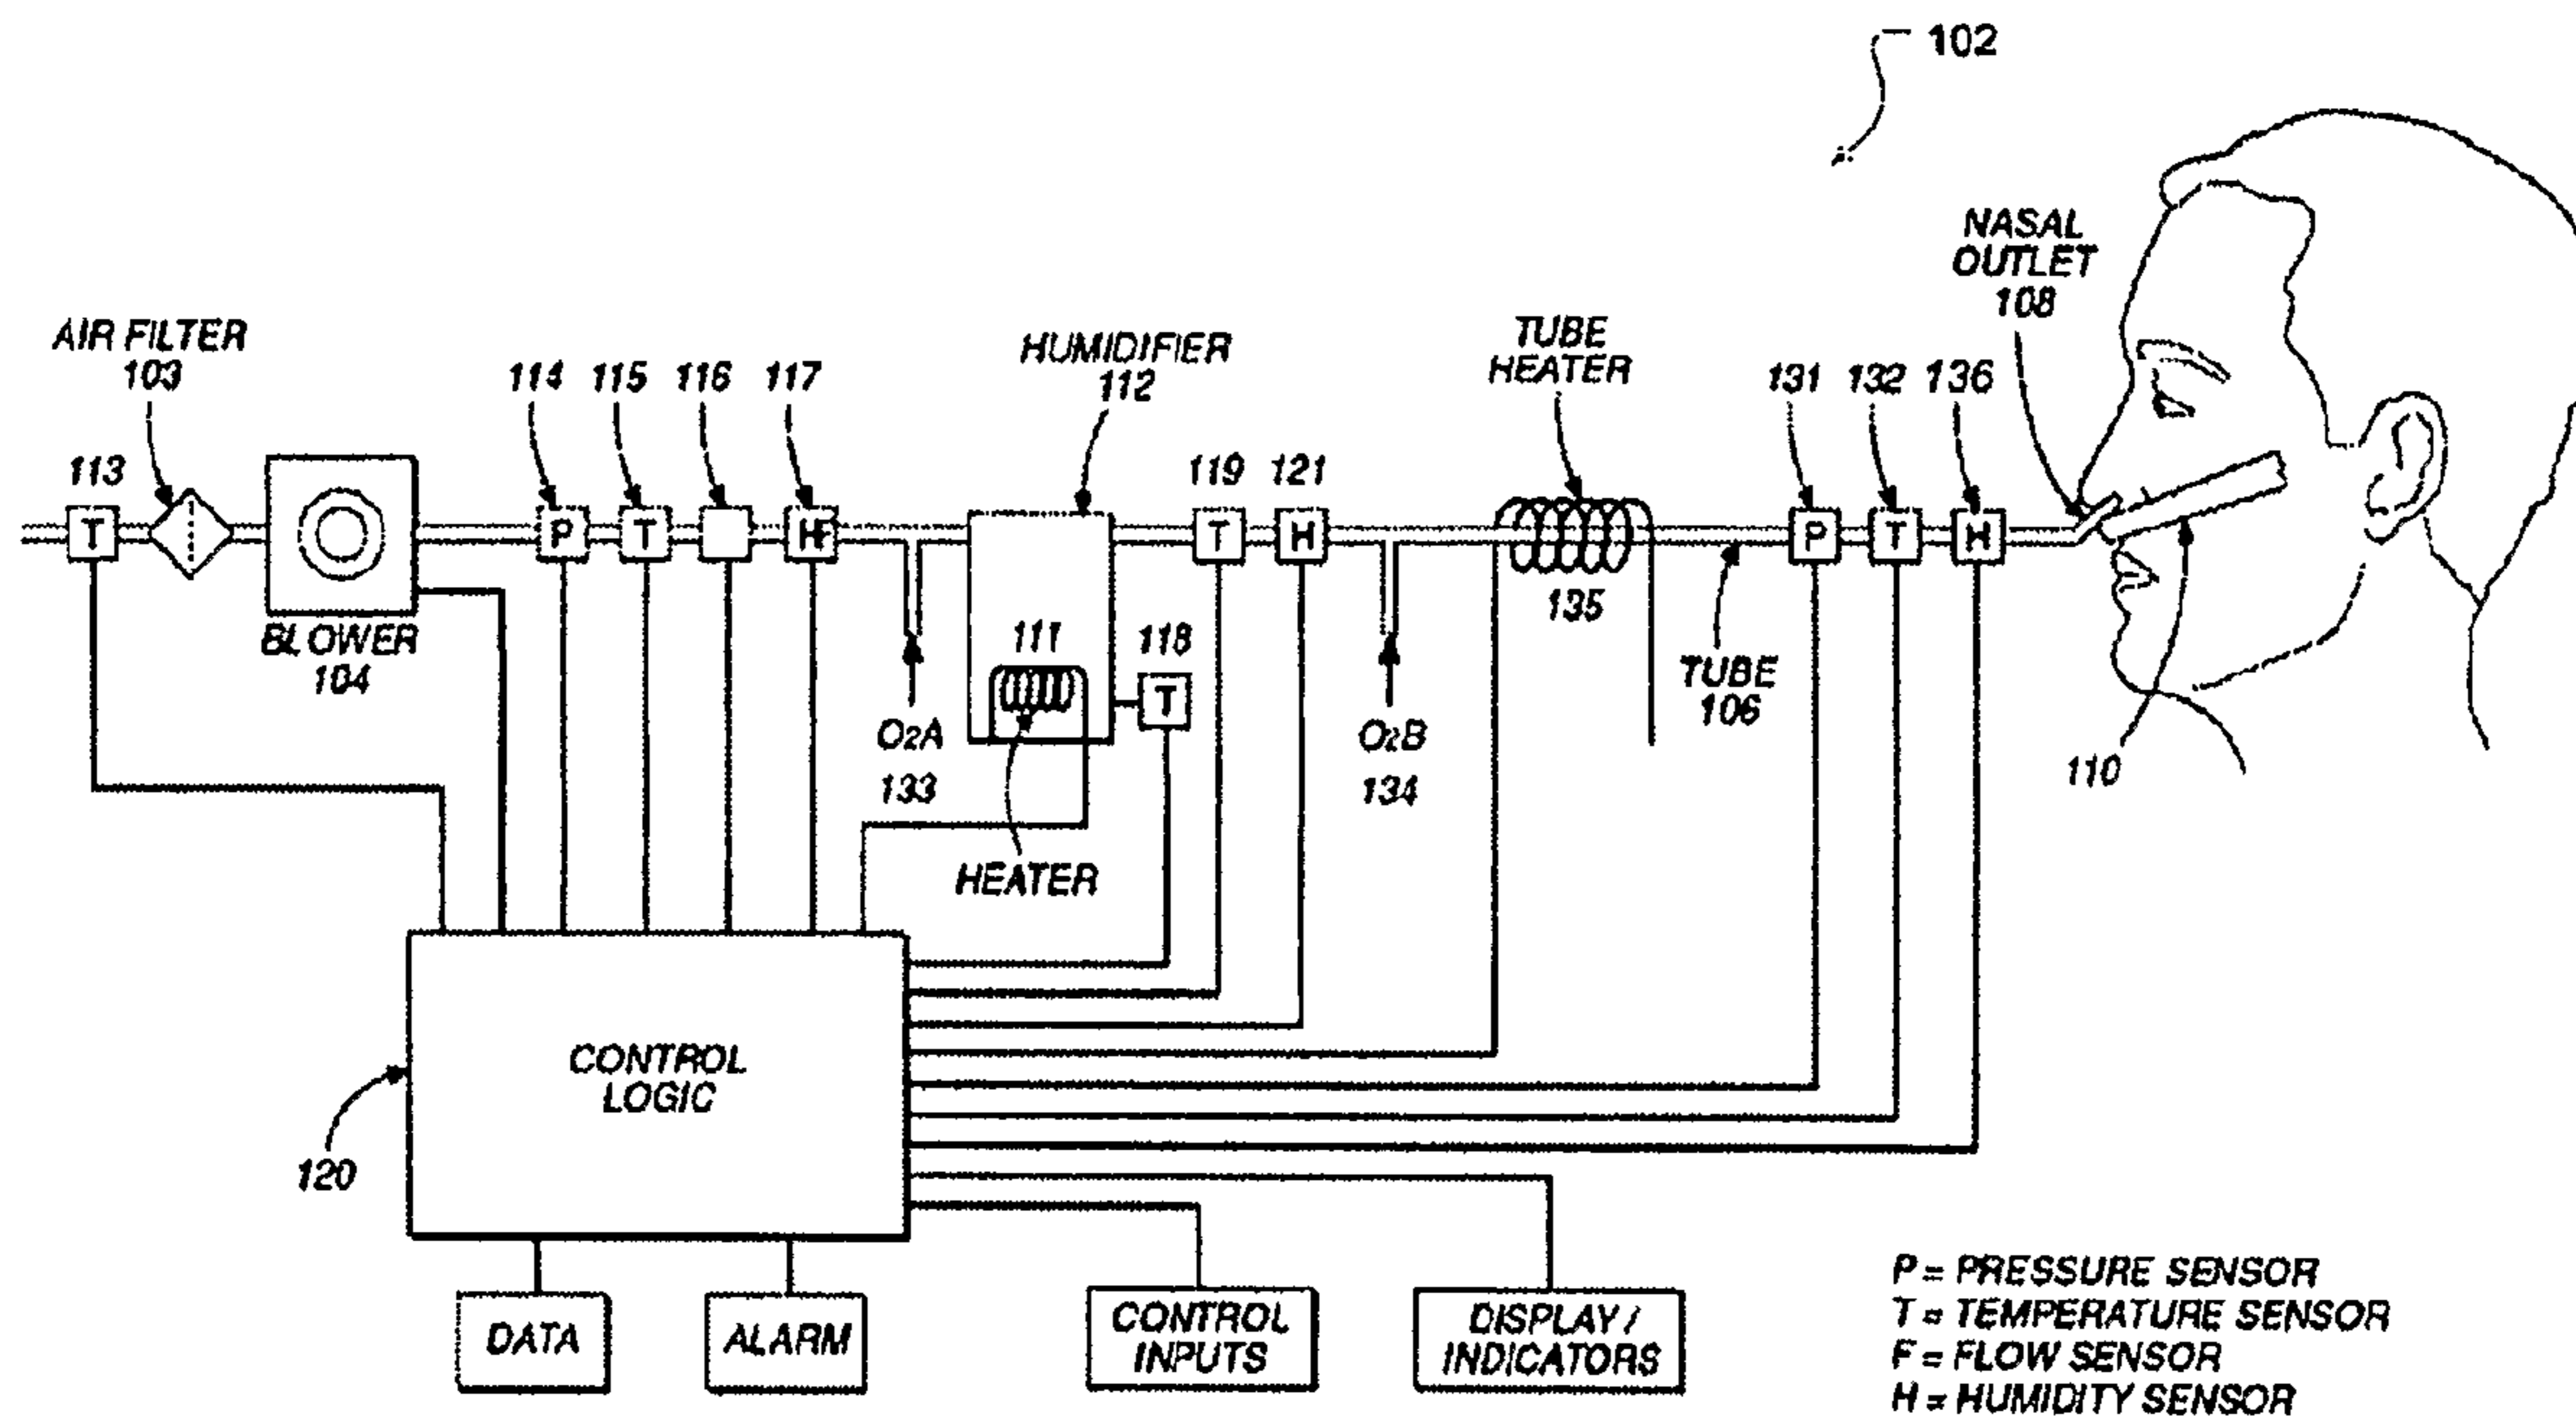 102
NASAL
OUTLET
108
AIR FILTER
103
114 115 116 117
HUMIDIFIER
112
TUBE
HEATER
131 132 136
113
119 121
T
P
T
HF
T
H
P
T
H
BLOWER
104
111
118
T
135
TUBE
106
O2A
133
O2B
134
110
HEATER
CONTROL
LOGIC
120
DATA
ALARM
CONTROL
INPUTS
DISPLAY /
INDICATORS
P = PRESSURE SENSOR
T = TEMPERATURE SENSOR
F = FLOW SENSOR
H = HUMIDITY SENSOR